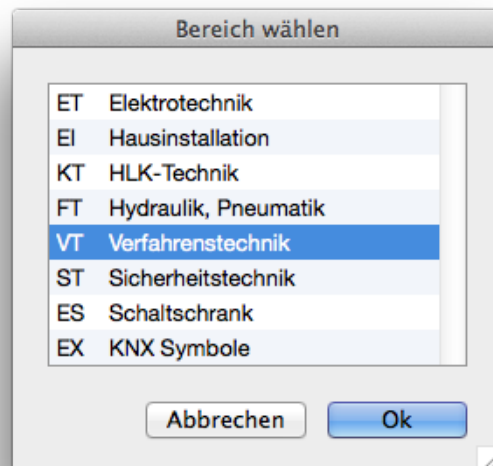 Bereich wählen
ET Elektrotechnik
EI Hausinstallation
KT HLK-Technik
FT Hydraulik, Pneumatik
VT Verfahrenstechnik
ST Sicherheitstechnik
ES Schaltschrank
EX KNX Symbole
Abbrechen Ok